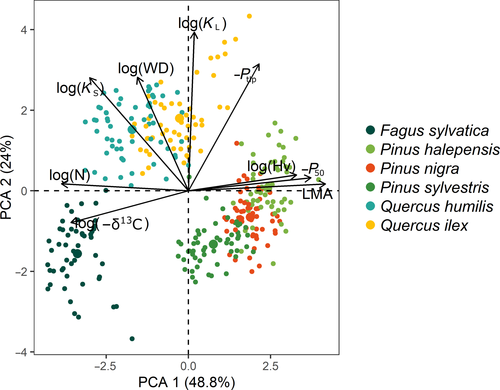 log(K_L)
4
log(WD)
–P_tlp
log(K_S)
2
log(Hv)
–P_50
log(N)
0
LMA
log(–δ¹³C)
−2
−4
−2.5
0.0
2.5
PCA 1 (48.8%)
PCA 2 (24%)
Fagus sylvatica
Pinus halepensis
Pinus nigra
Pinus sylvestris
Quercus humilis
Quercus ilex